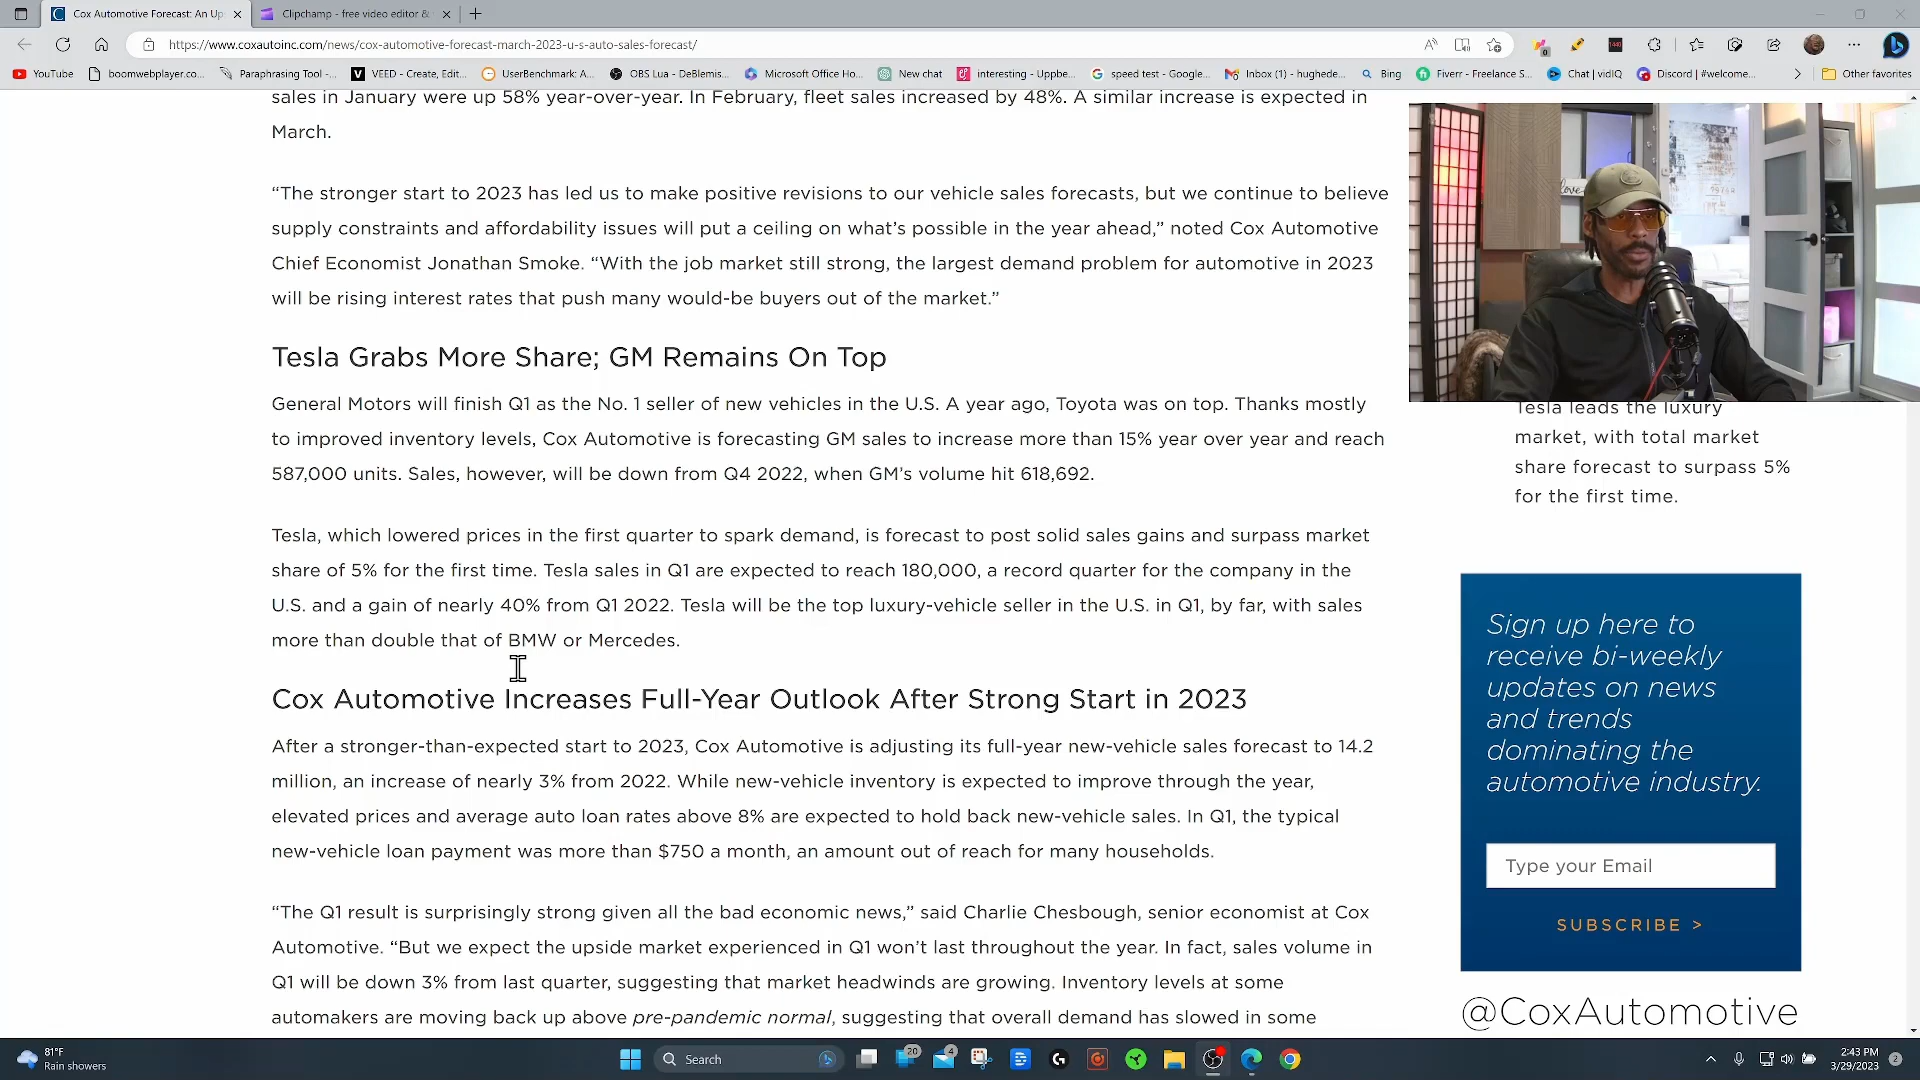 Cox Automotive Forecast: An Up
Clipchamp - free video editor &
https://www.coxautoinc.com/news/cox-automotive-forecast-march-2023-u-s-auto-sales-forecast/
YouTube
boomwebplayer.co...
Paraphrasing Tool -...
VEED - Create, Edit...
UserBenchmark: A...
OBS Lua - DeBlemis...
Microsoft Office Ho...
New chat
interesting - Uppbe...
speed test - Google...
Inbox (1) - hughede...
Bing
Fiverr - Freelance S...
Chat | vidIQ
Discord | #welcome...
Other favorites
sales in January were up 58% year-over-year. In February, fleet sales increased by 48%. A similar increase is expected in
March.
“The stronger start to 2023 has led us to make positive revisions to our vehicle sales forecasts, but we continue to believe
supply constraints and affordability issues will put a ceiling on what’s possible in the year ahead,” noted Cox Automotive
Chief Economist Jonathan Smoke. “With the job market still strong, the largest demand problem for automotive in 2023
will be rising interest rates that push many would-be buyers out of the market.”
Tesla Grabs More Share; GM Remains On Top
General Motors will finish Q1 as the No. 1 seller of new vehicles in the U.S. A year ago, Toyota was on top. Thanks mostly
to improved inventory levels, Cox Automotive is forecasting GM sales to increase more than 15% year over year and reach
587,000 units. Sales, however, will be down from Q4 2022, when GM’s volume hit 618,692.
Tesla, which lowered prices in the first quarter to spark demand, is forecast to post solid sales gains and surpass market
share of 5% for the first time. Tesla sales in Q1 are expected to reach 180,000, a record quarter for the company in the
U.S. and a gain of nearly 40% from Q1 2022. Tesla will be the top luxury-vehicle seller in the U.S. in Q1, by far, with sales
more than double that of BMW or Mercedes.
Cox Automotive Increases Full-Year Outlook After Strong Start in 2023
After a stronger-than-expected start to 2023, Cox Automotive is adjusting its full-year new-vehicle sales forecast to 14.2
million, an increase of nearly 3% from 2022. While new-vehicle inventory is expected to improve through the year,
elevated prices and average auto loan rates above 8% are expected to hold back new-vehicle sales. In Q1, the typical
new-vehicle loan payment was more than $750 a month, an amount out of reach for many households.
“The Q1 result is surprisingly strong given all the bad economic news,” said Charlie Chesbough, senior economist at Cox
Automotive. “But we expect the upside market experienced in Q1 won’t last throughout the year. In fact, sales volume in
Q1 will be down 3% from last quarter, suggesting that market headwinds are growing. Inventory levels at some
automakers are moving back up above pre-pandemic normal, suggesting that overall demand has slowed in some
Tesla leads the luxury
market, with total market
share forecast to surpass 5%
for the first time.
Sign up here to
receive bi-weekly
updates on news
and trends
dominating the
automotive industry.
Type your Email
SUBSCRIBE >
@CoxAutomotive
81°F
Rain showers
Search
20
4
2:43 PM
3/29/2023
2